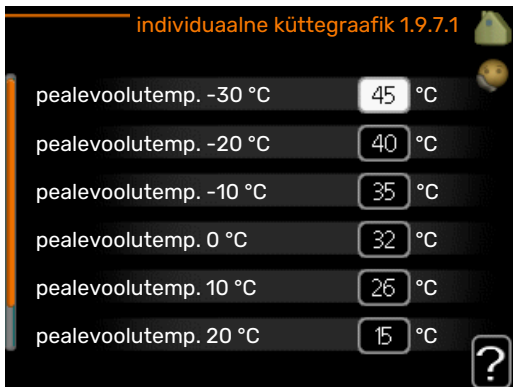 individuaalne küttegraafik 1.9.7.1
pealevoolutemp. -30 °C 45 °C
pealevoolutemp. -20 °C 40 °C
pealevoolutemp. -10 °C 35 °C
pealevoolutemp. 0 °C 32 °C
pealevoolutemp. 10 °C 26 °C
pealevoolutemp. 20 °C 15 °C
?